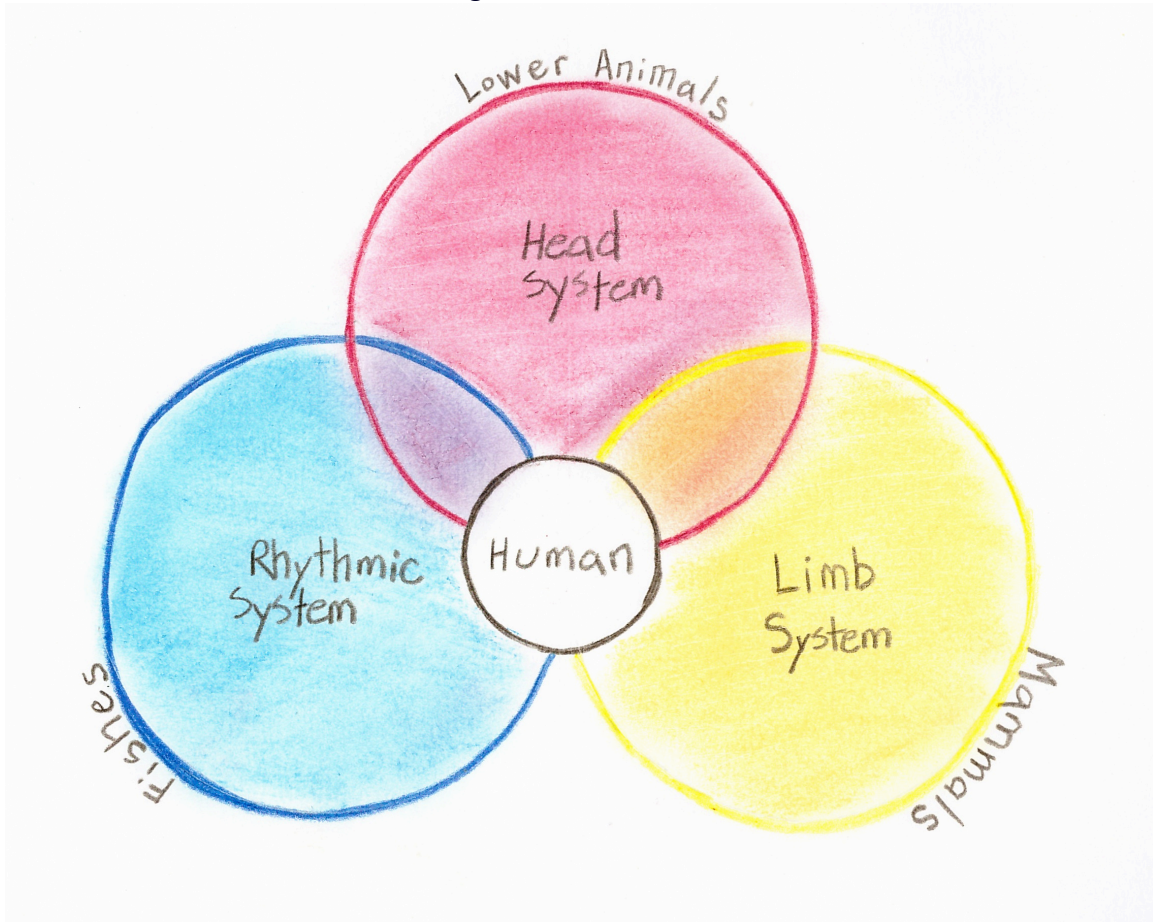 Lower Animals
Head
System
Rhythmic
System
Human
Limb
System
Fishes
Mammals